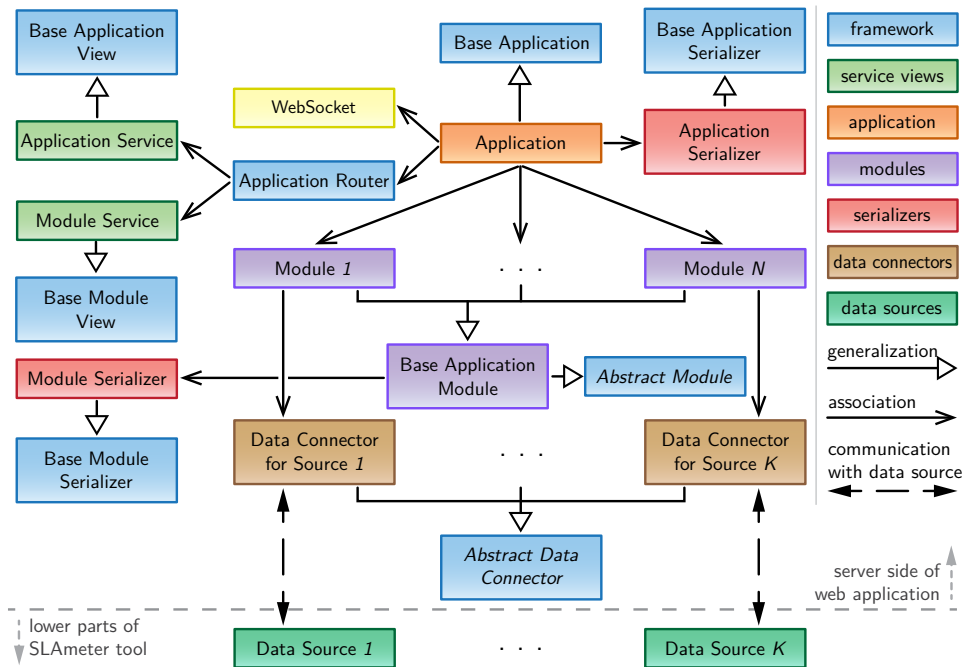 Base Application
View
Base Application
Base Application
Serializer
framework
service views
WebSocket
Application Service
Application
Application
Serializer
application
Application Router
modules
Module Service
serializers
Module 1
. . .
Module N
data connectors
Base Module
View
data sources
generalization
Module Serializer
Base Application
Module
Abstract Module
association
Data Connector
for Source 1
. . .
Data Connector
for Source K
communication
with data source
Base Module
Serializer
Abstract Data
Connector
server side of
web application
lower parts of
SLAmeter tool
Data Source 1
. . .
Data Source K